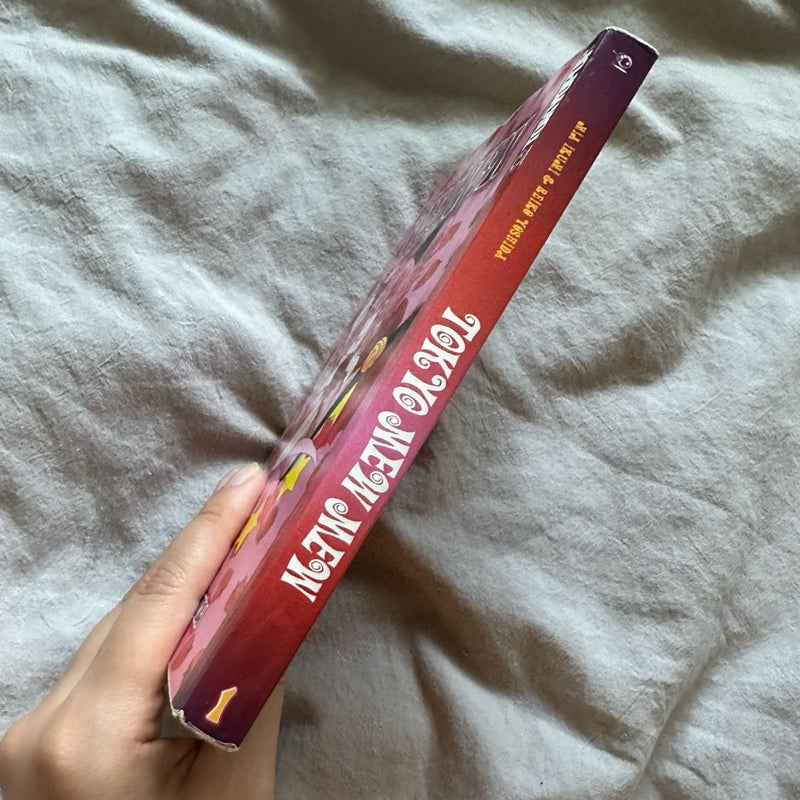 MIA IKUMI & REIKO YOSHIDA
TOKYO MEW MEW
1